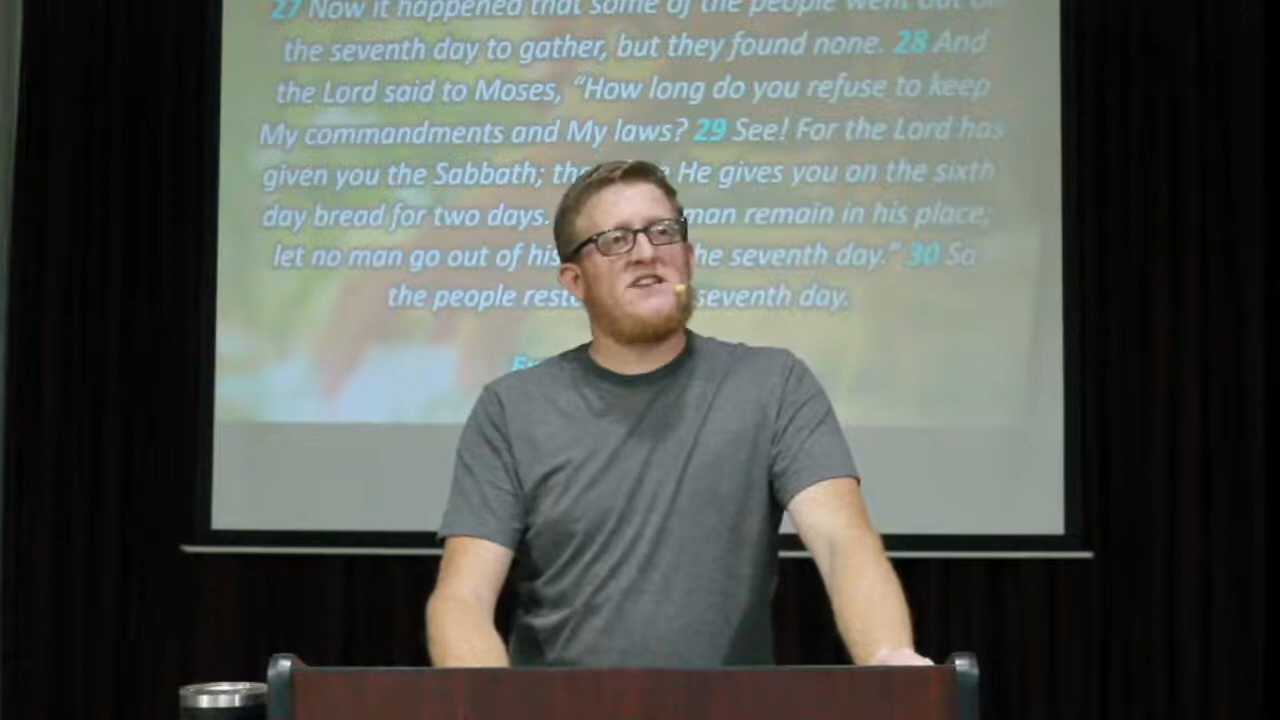 27 Now it happened that some of the people went out on
the seventh day to gather, but they found none. 28 And
the Lord said to Moses, “How long do you refuse to keep
My commandments and My laws? 29 See! For the Lord has
given you the Sabbath; He gives you on the sixth
day bread for two days. man remain in his place;
let no man go out of his the seventh day.” 30 So
the people seventh day.